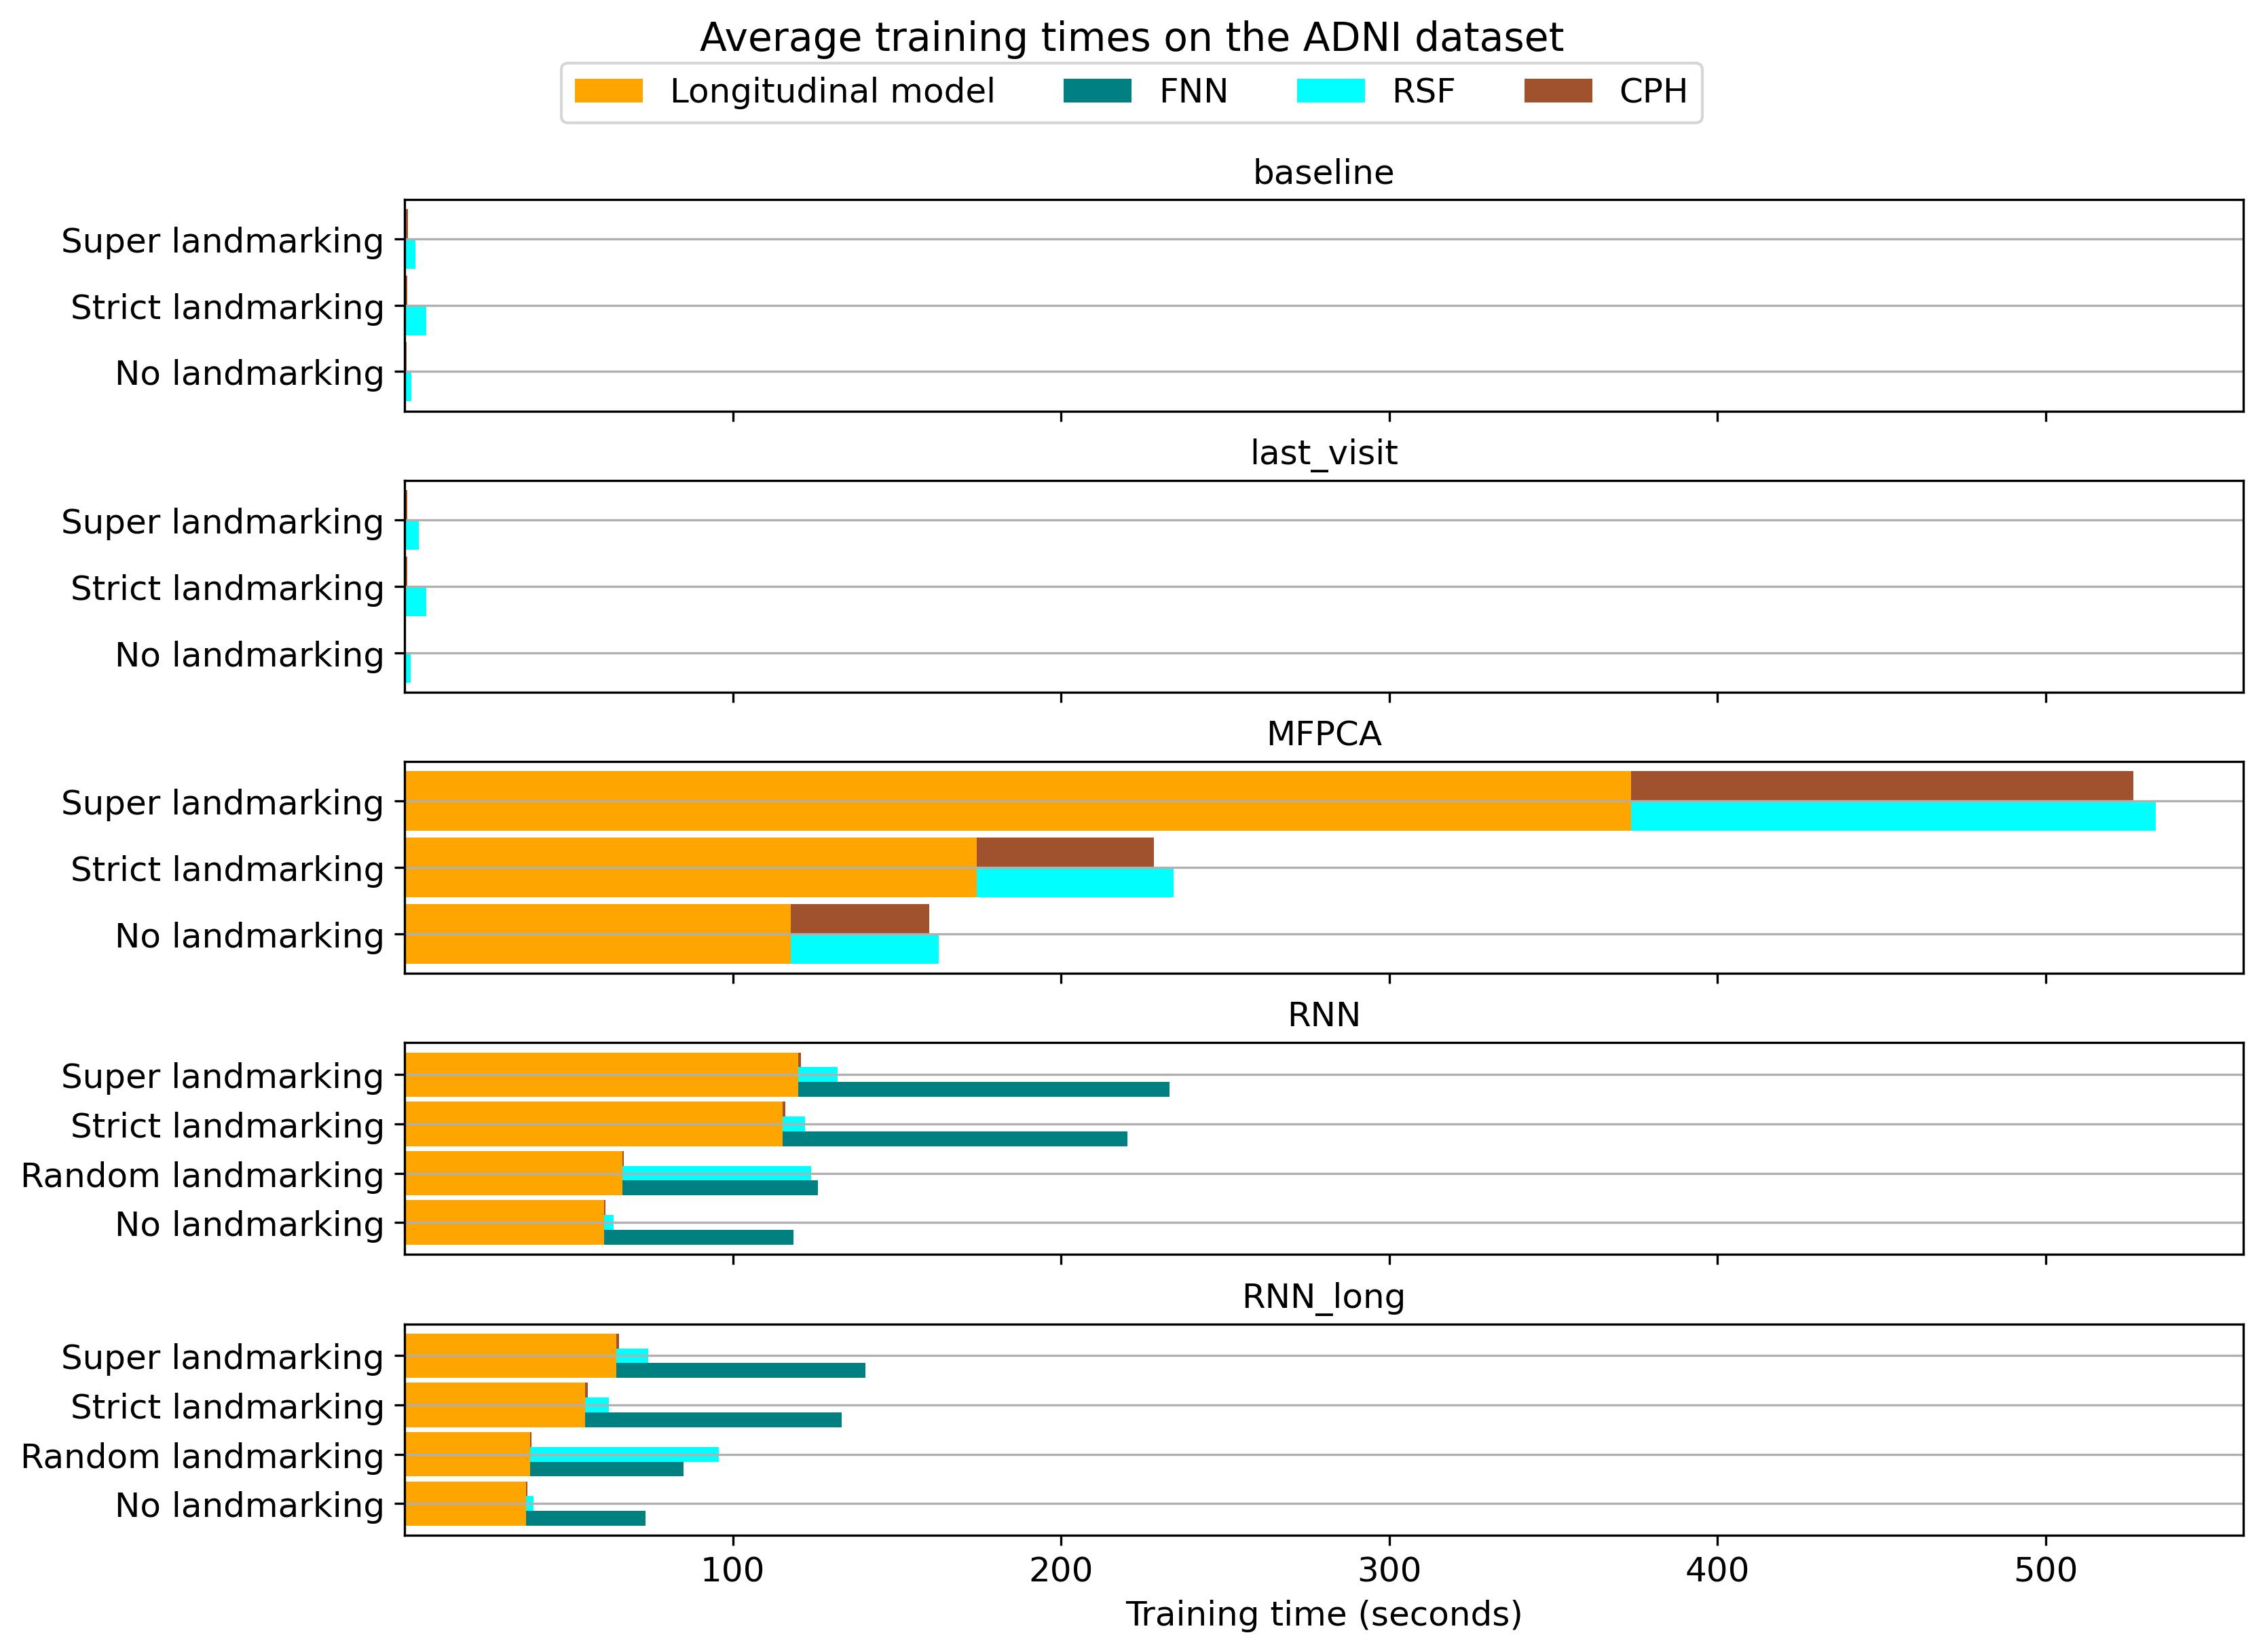 Average training times on the ADNI dataset
Longitudinal model FNN RSF CPH
baseline
Super landmarking
Strict landmarking
No landmarking
last_visit
Super landmarking
Strict landmarking
No landmarking
MFPCA
Super landmarking
Strict landmarking
No landmarking
RNN
Super landmarking
Strict landmarking
Random landmarking
No landmarking
RNN_long
Super landmarking
Strict landmarking
Random landmarking
No landmarking
100 200 300 400 500
Training time (seconds)